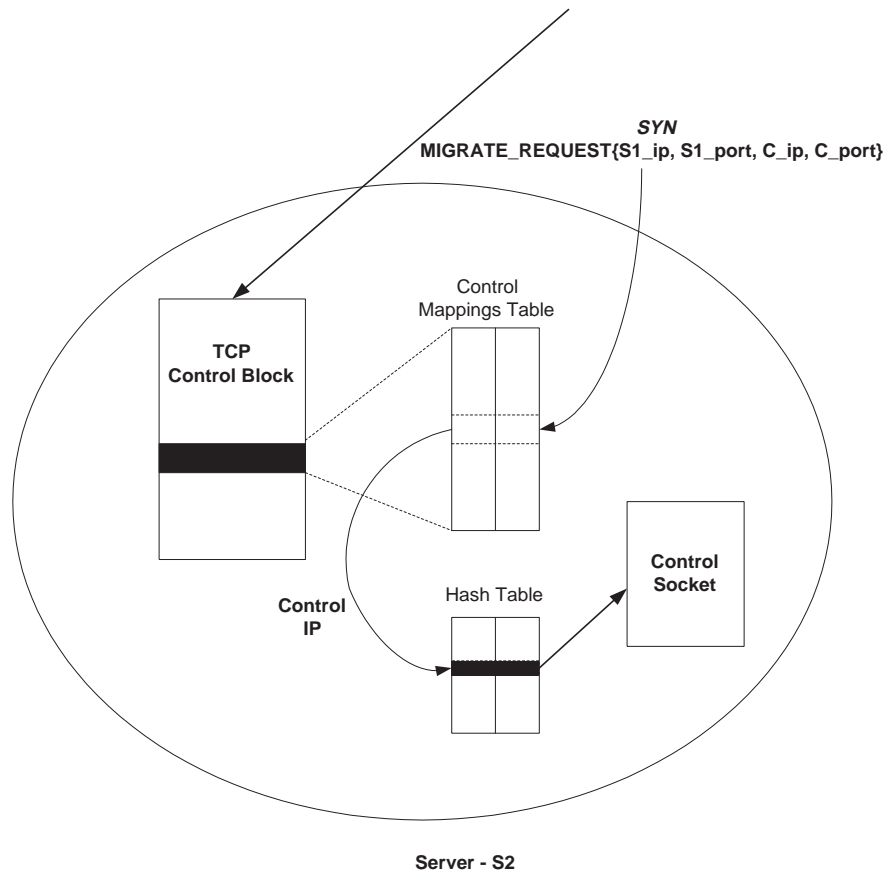 SYN
MIGRATE_REQUEST{S1_ip, S1_port, C_ip, C_port}
Control
Mappings Table
TCP
Control Block
Control
Socket
Hash Table
Control
IP
Server - S2